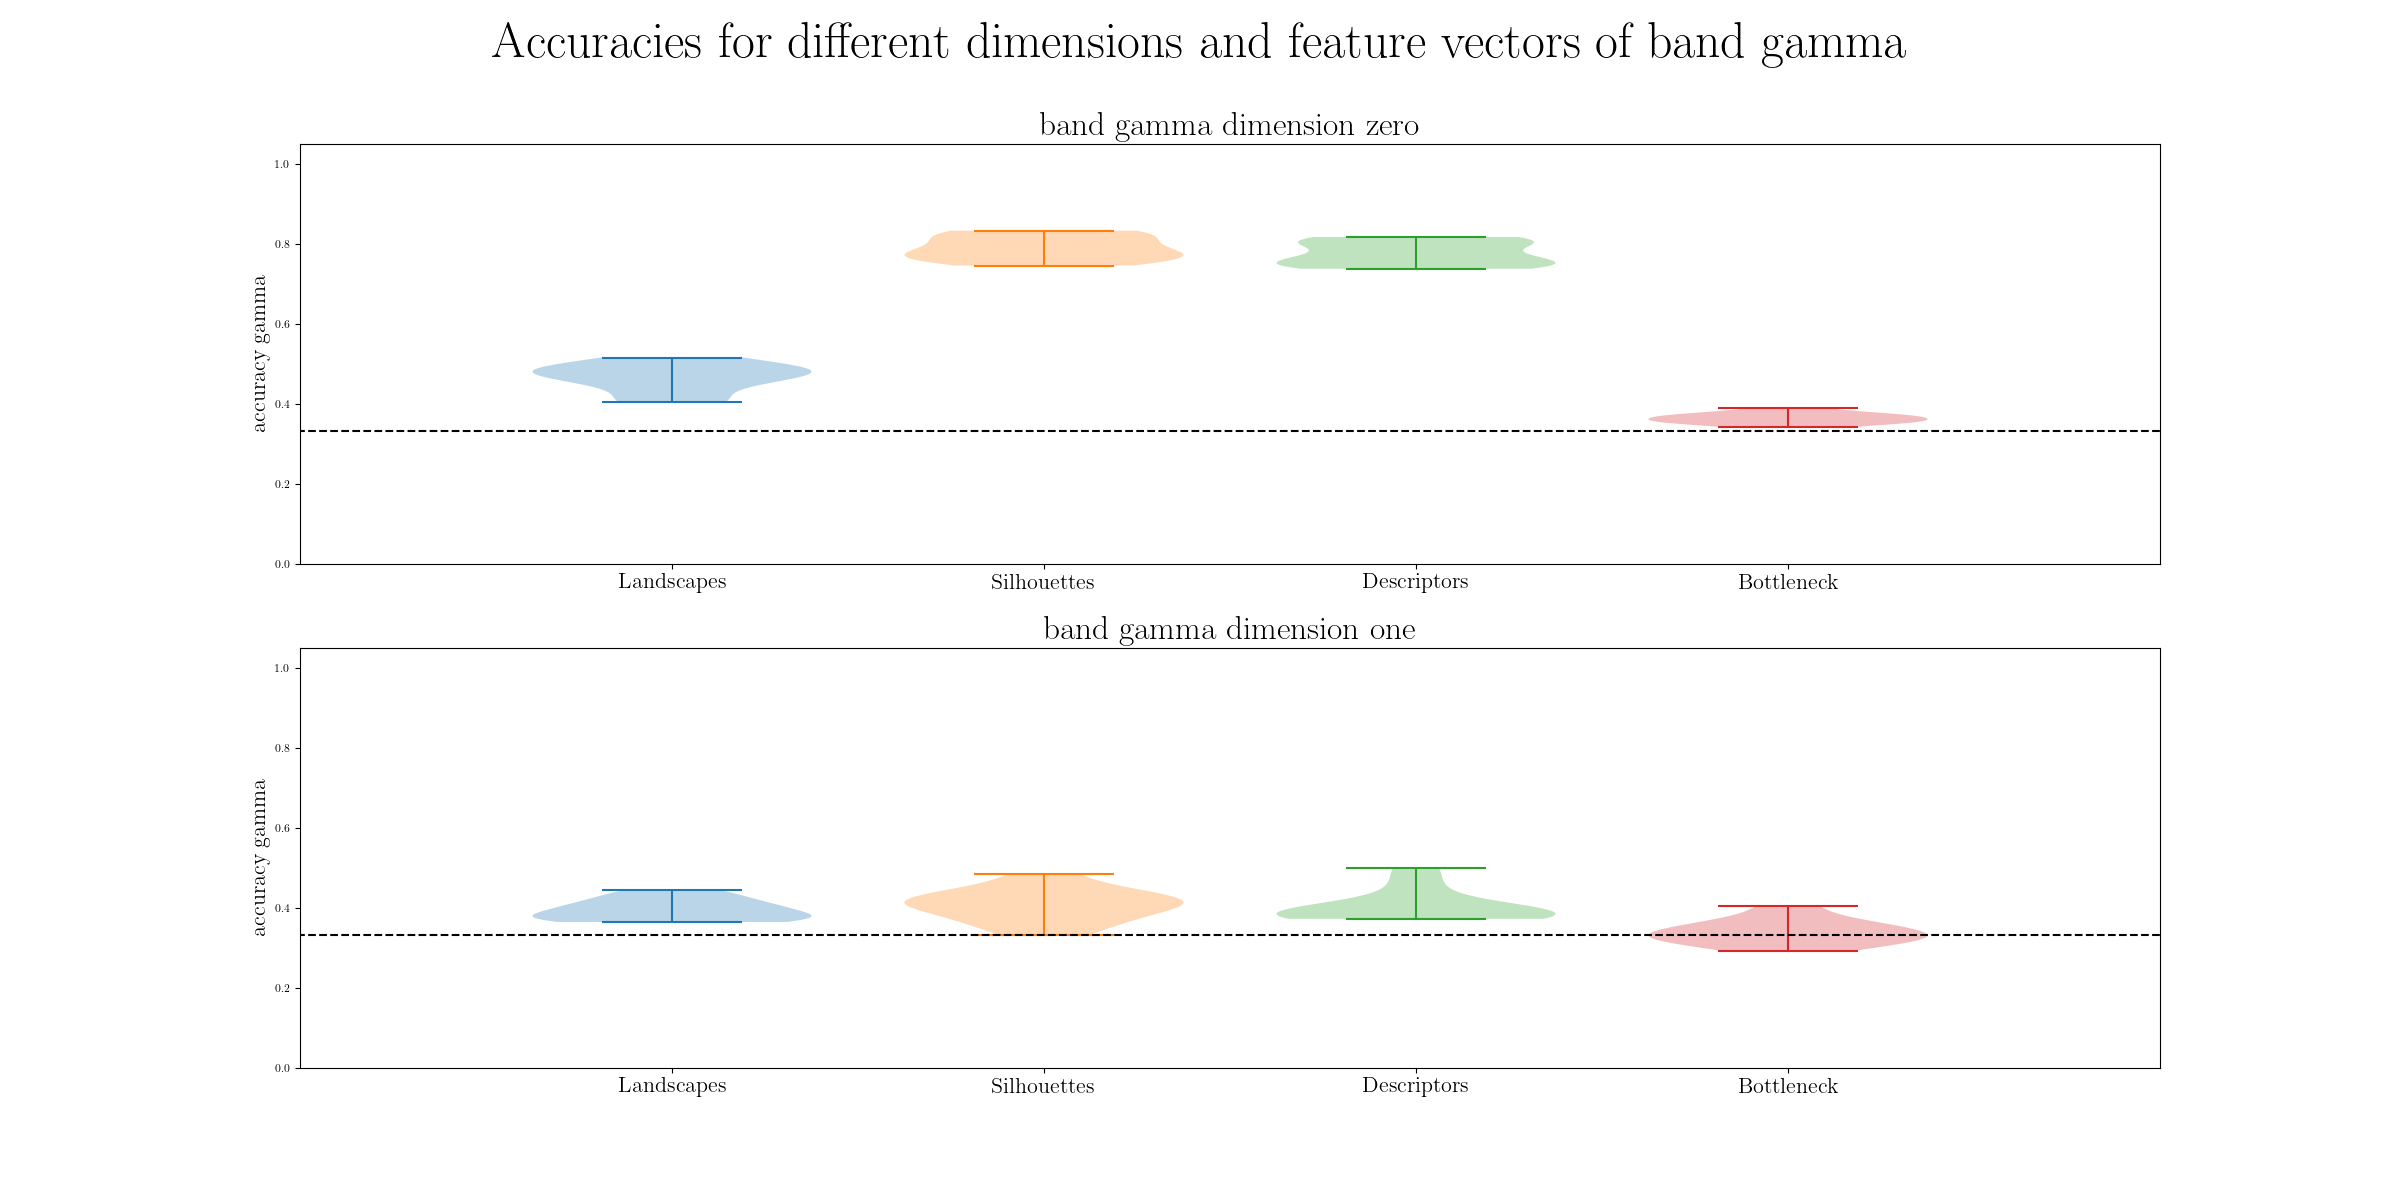 Accuracies for different dimensions and feature vectors of band gamma
band gamma dimension zero
1.0
0.8
0.6
0.4
0.2
0.0
accuracy gamma
Landscapes Silhouettes Descriptors Bottleneck
band gamma dimension one
1.0
0.8
0.6
0.4
0.2
0.0
accuracy gamma
Landscapes Silhouettes Descriptors Bottleneck